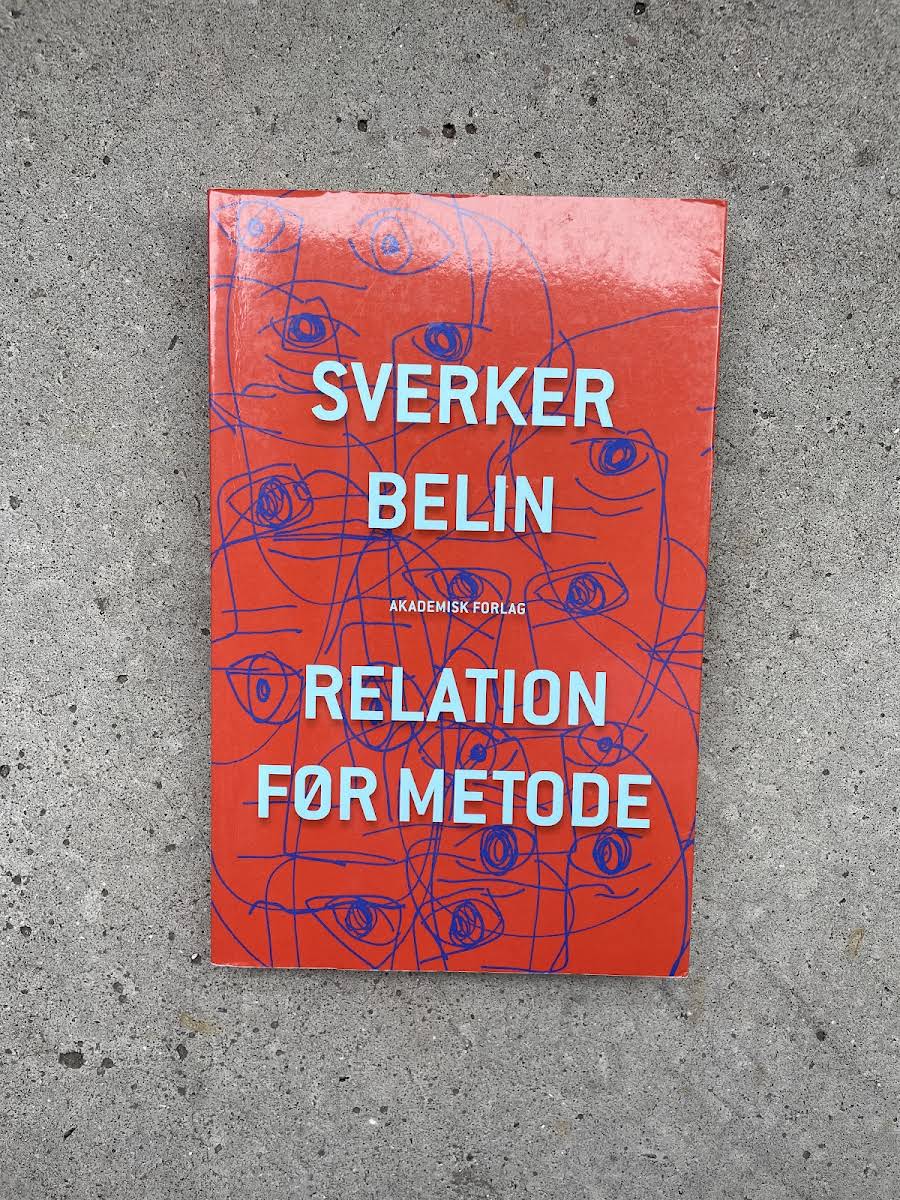 SVERKER
BELIN
AKADEMISK FORLAG
RELATION
FØR METODE